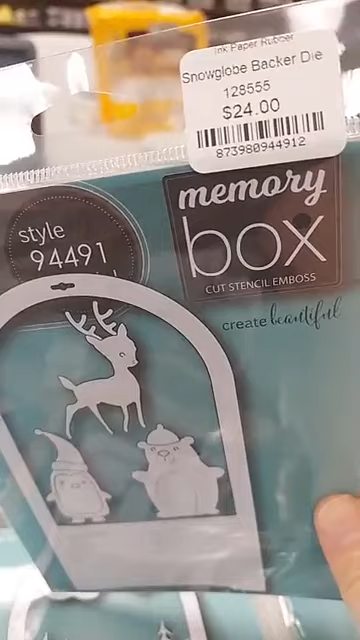 Ink Paper Rubber
Snowglobe Backer Die
128555
$24.00
873980944912
memory
box
CUT STENCIL EMBOSS
style
94491
create beautiful